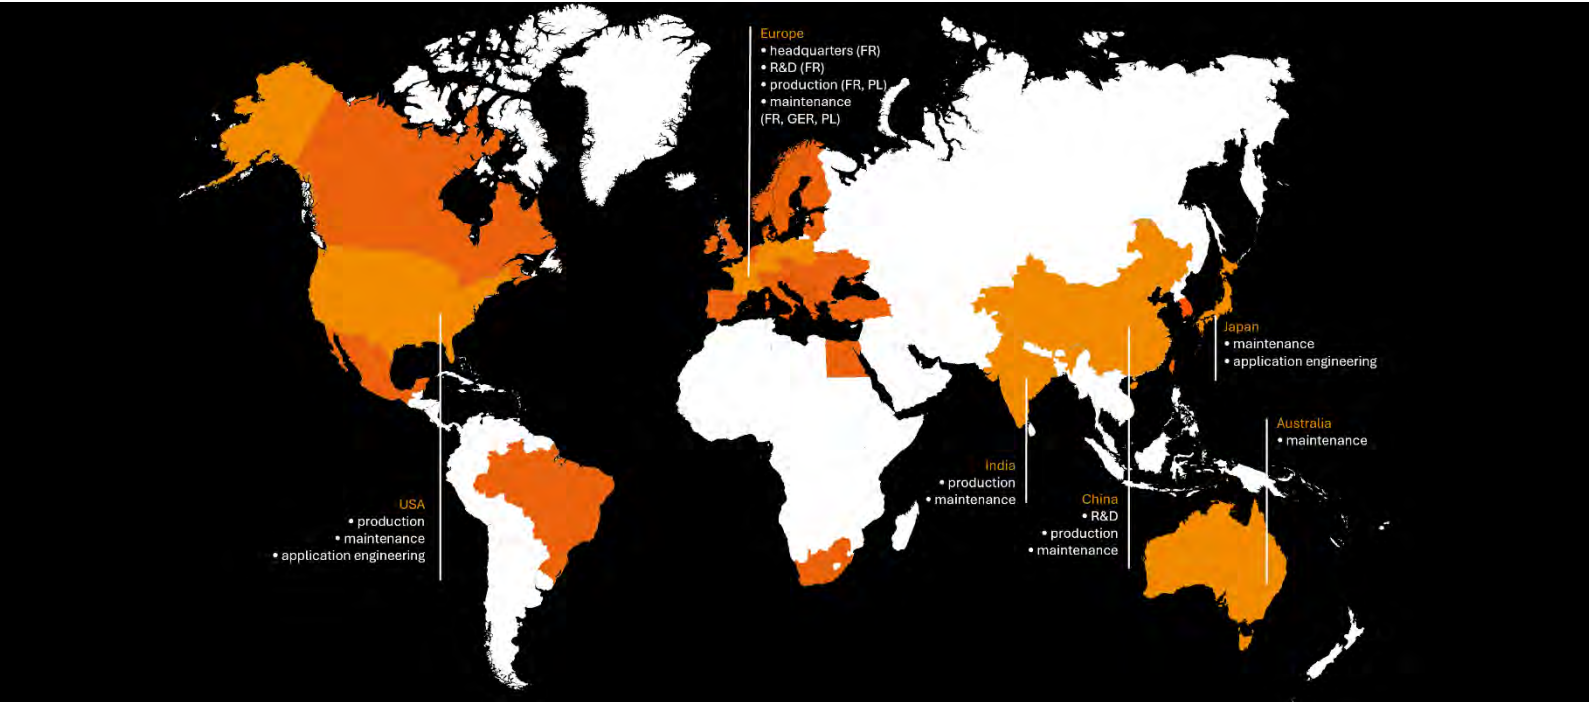 Europe
• headquarters (FR)
• R&D (FR)
• production (FR, PL)
• maintenance
(FR, GER, PL)
Japan
• maintenance
• application engineering
Australia
• maintenance
India
• production
• maintenance
China
• R&D
• production
• maintenance
USA
• production
• maintenance
• application engineering